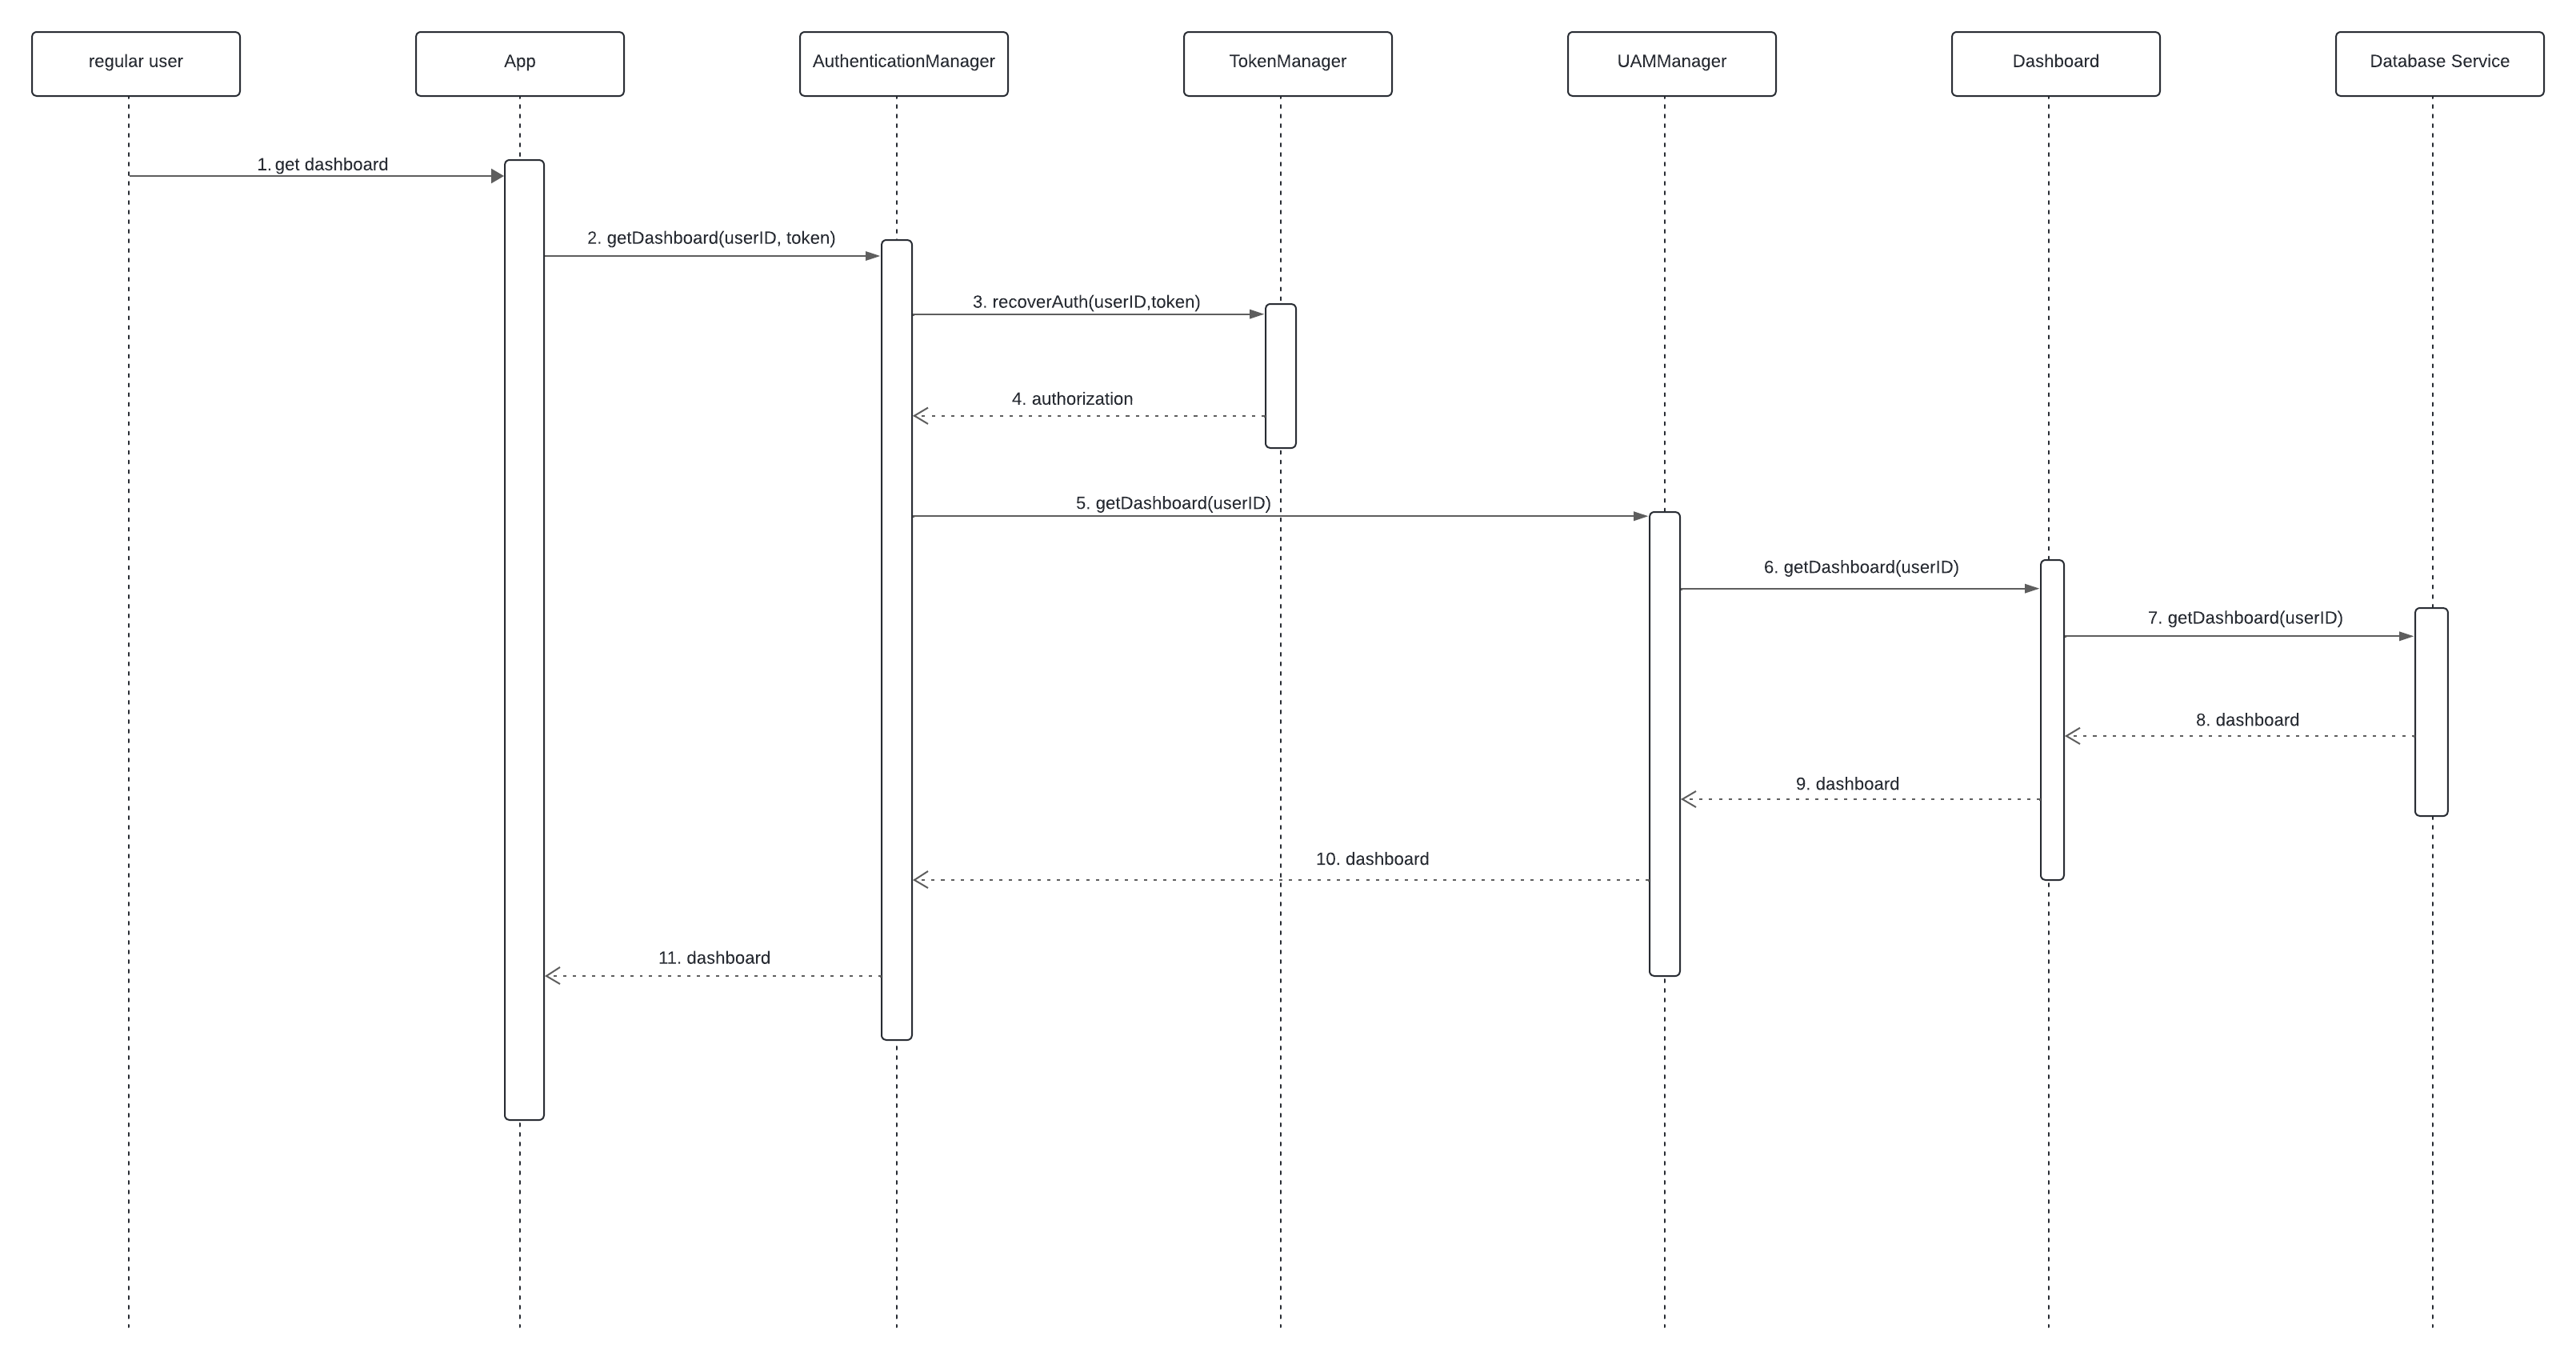 regular user
App
AuthenticationManager
TokenManager
UAMManager
Dashboard
Database Service
1. get dashboard
2. getDashboard(userID, token)
3. recoverAuth(userID,token)
4. authorization
5. getDashboard(userID)
6. getDashboard(userID)
7. getDashboard(userID)
8. dashboard
9. dashboard
10. dashboard
11. dashboard